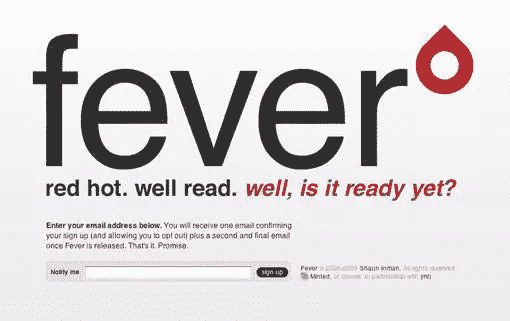 fever°
red hot. well read. well, is it ready yet?
Enter your email address below. You will receive one email confirming
your sign up (and allowing you to opt out) plus a second and final email
once Fever is released. That's it. Promise.
Notify me sign up
Fever © 2008-2009 Shaun Inman. All rights reserved.
Minted, of course. In partnership with (mt).